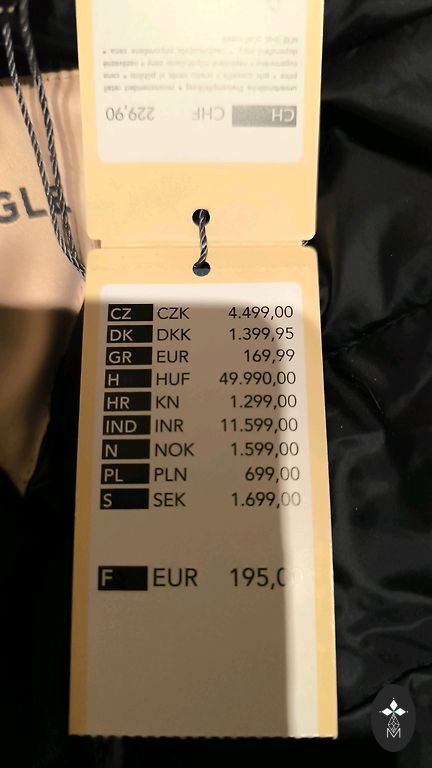 CH CHF 229,90
GL
CZ CZK 4.499,00
DK DKK 1.399,95
GR EUR 169,99
H HUF 49.990,00
HR KN 1.299,00
IND INR 11.599,00
N NOK 1.599,00
PL PLN 699,00
S SEK 1.699,00
F EUR 195,00
M